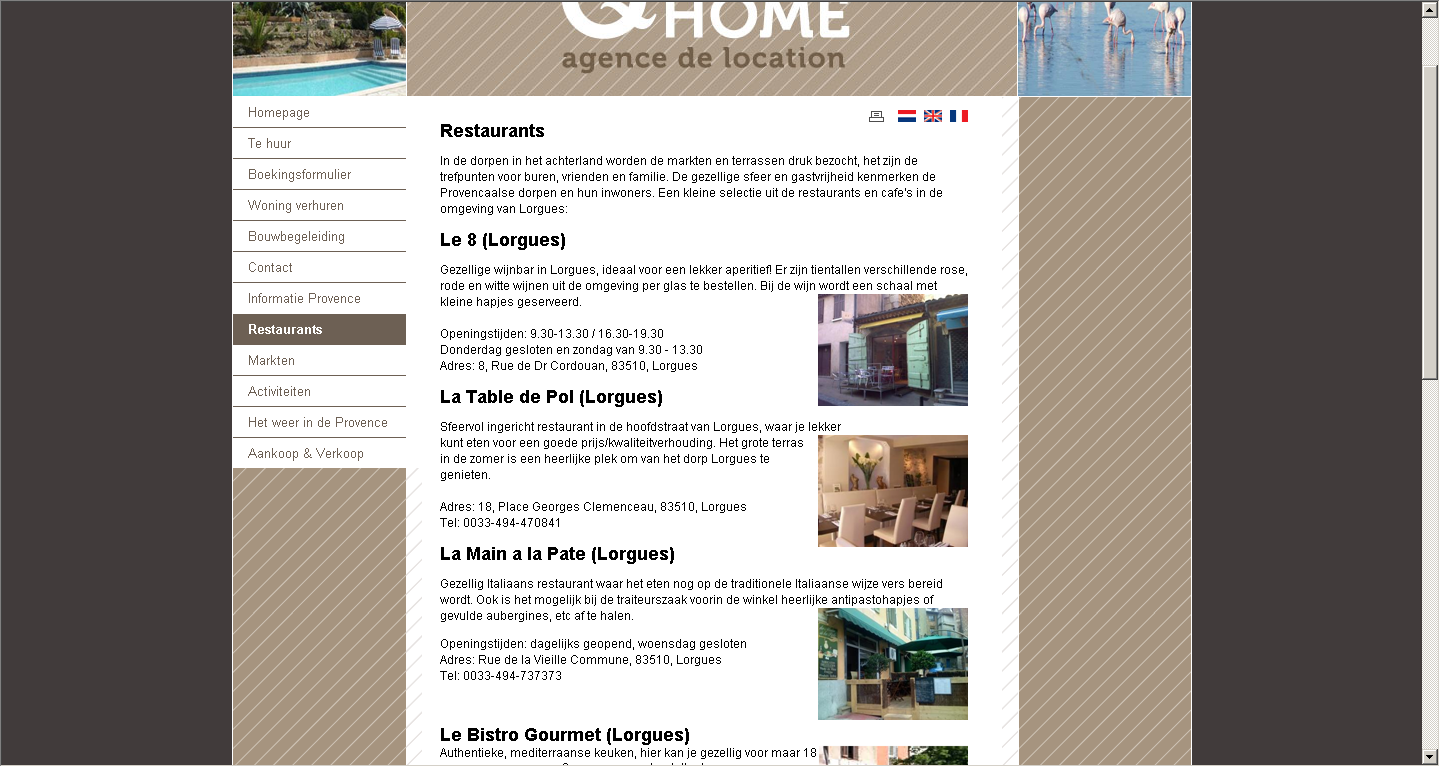 & HOME
agence de location
Homepage
Te huur
Boekingsformulier
Woning verhuren
Bouwbegeleiding
Contact
Informatie Provence
Restaurants
Markten
Activiteiten
Het weer in de Provence
Aankoop & Verkoop
Restaurants
In de dorpen in het achterland worden de markten en terrassen druk bezocht, het zijn de
trefpunten voor buren, vrienden en familie. De gezellige sfeer en gastvrijheid kenmerken de
Provencaalse dorpen en hun inwoners. Een kleine selectie uit de restaurants en cafe's in de
omgeving van Lorgues:
Le 8 (Lorgues)
Gezellige wijnbar in Lorgues, ideaal voor een lekker aperitief! Er zijn tientallen verschillende rose,
rode en witte wijnen uit de omgeving per glas te bestellen. Bij de wijn wordt een schaal met
kleine hapjes geserveerd.
Openingstijden: 9.30-13.30 / 16.30-19.30
Donderdag gesloten en zondag van 9.30 - 13.30
Adres: 8, Rue de Dr Cordouan, 83510, Lorgues
La Table de Pol (Lorgues)
Sfeervol ingericht restaurant in de hoofdstraat van Lorgues, waar je lekker
kunt eten voor een goede prijs/kwaliteitverhouding. Het grote terras
in de zomer is een heerlijke plek om van het dorp Lorgues te
genieten.
Adres: 18, Place Georges Clemenceau, 83510, Lorgues
Tel: 0033-494-470841
La Main a la Pate (Lorgues)
Gezellig Italiaans restaurant waar het eten nog op de traditionele Italiaanse wijze vers bereid
wordt. Ook is het mogelijk bij de traiteurszaak voorin de winkel heerlijke antipastohapjes of
gevulde aubergines, etc af te halen.
Openingstijden: dagelijks geopend, woensdag gesloten
Adres: Rue de la Vieille Commune, 83510, Lorgues
Tel: 0033-494-737373
Le Bistro Gourmet (Lorgues)
Authentieke, mediterraanse keuken, hier kan je gezellig voor maar 18